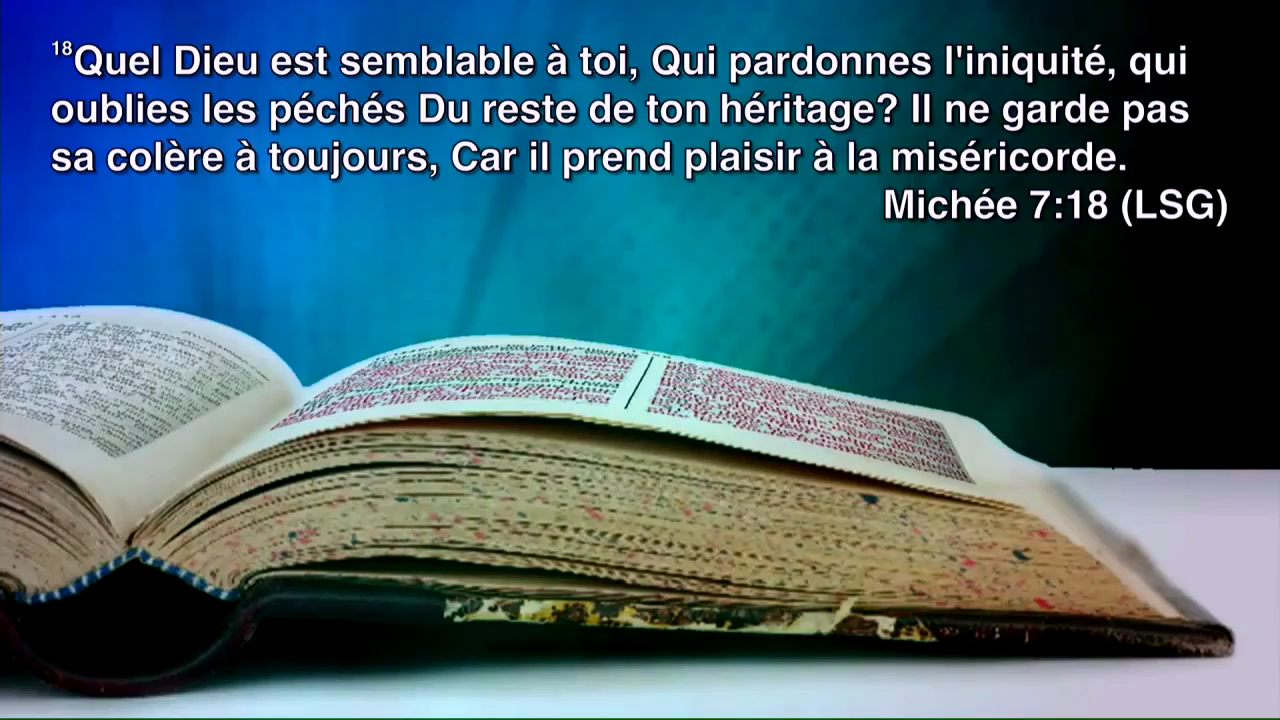 18Quel Dieu est semblable à toi, Qui pardonnes l'iniquité, qui
oublies les péchés Du reste de ton héritage? Il ne garde pas
sa colère à toujours, Car il prend plaisir à la miséricorde.
Michée 7:18 (LSG)